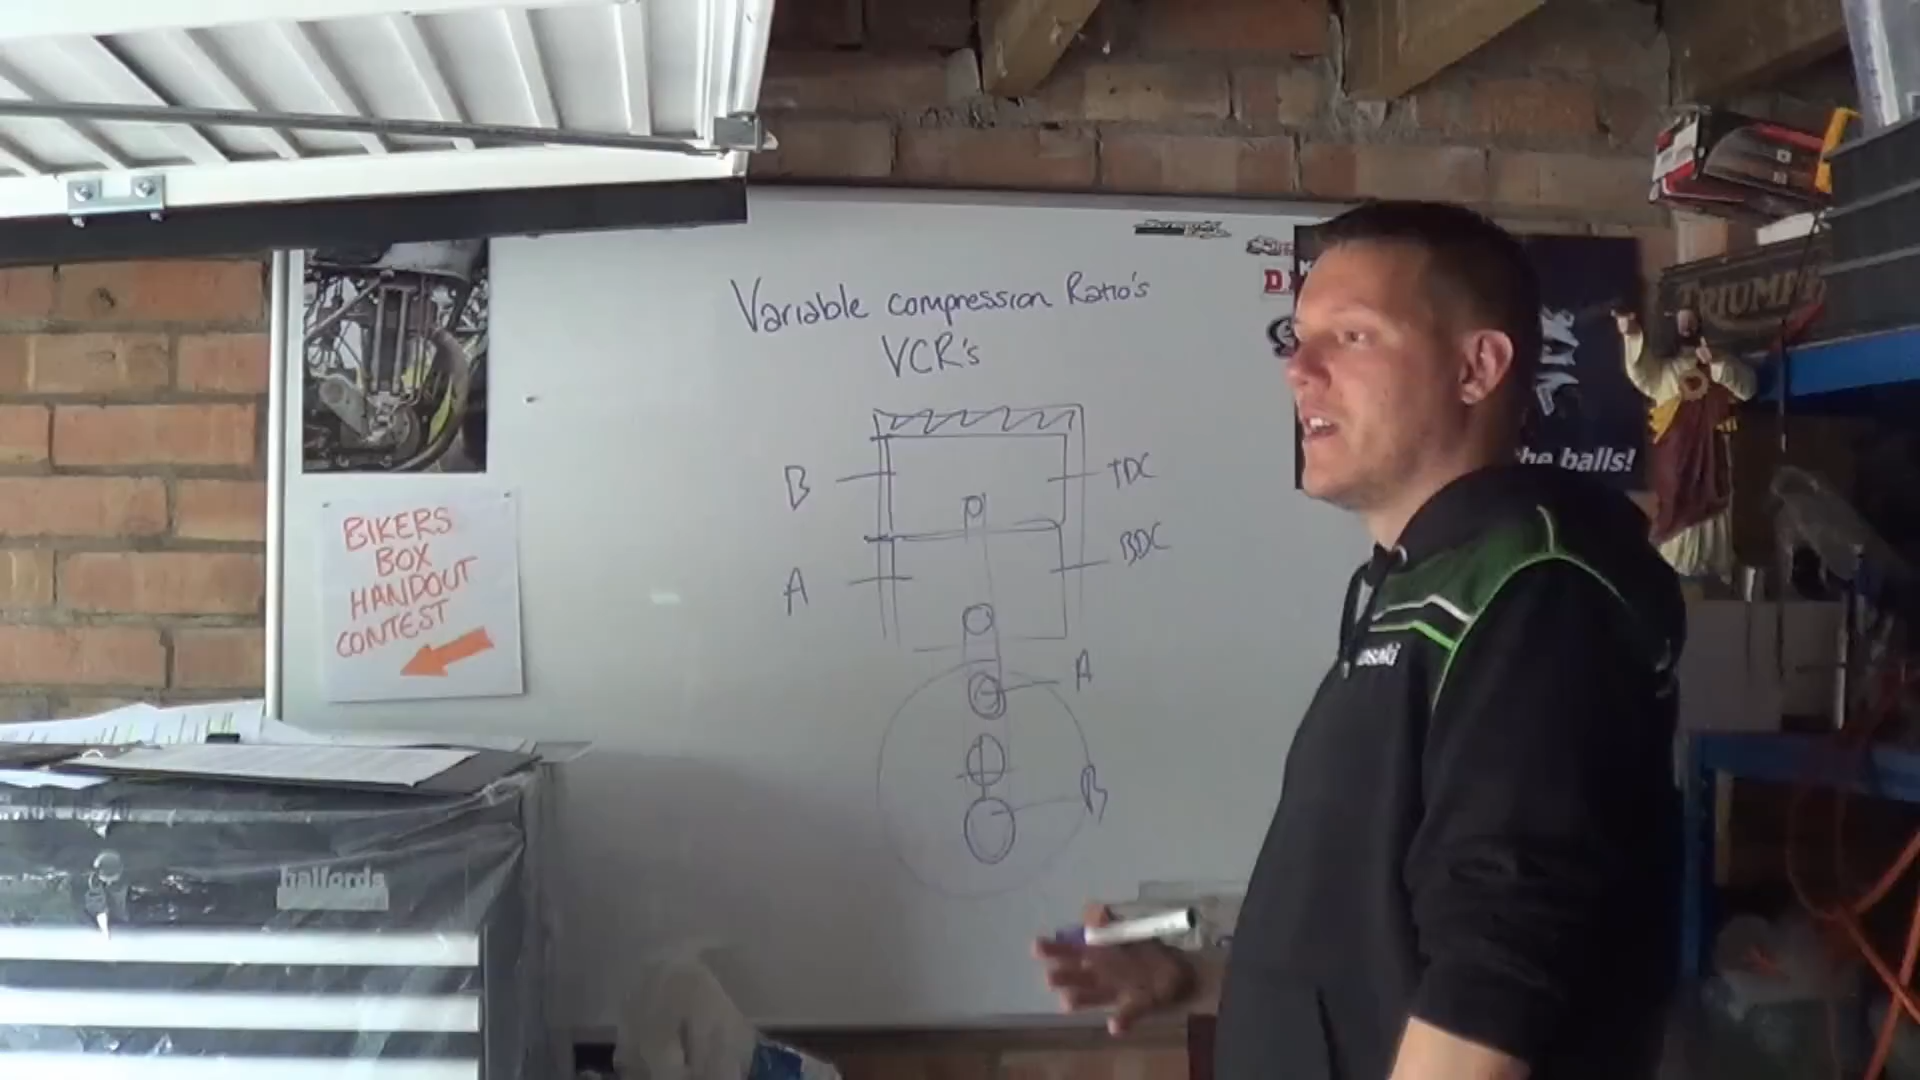 TRIUMPH
Variable compression Ratio's
VCR's
D.
the balls!
B
TDC
P
BDC
A
A
B
BIKERS
BOX
HANDOUT
CONTEST
halfords